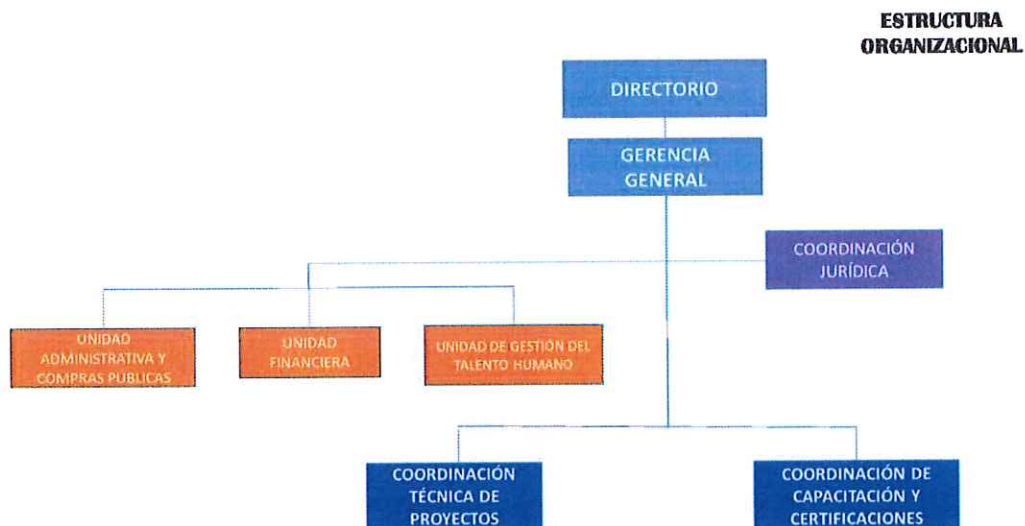 ESTRUCTURA
ORGANIZACIONAL
DIRECTORIO
GERENCIA
GENERAL
COORDINACIÓN
JURÍDICA
UNIDAD
ADMINISTRATIVA Y
COMPRAS PÚBLICAS
UNIDAD
FINANCIERA
UNIDAD DE GESTIÓN DEL
TALENTO HUMANO
COORDINACIÓN
TÉCNICA DE
PROYECTOS
COORDINACIÓN DE
CAPACITACIÓN Y
CERTIFICACIONES